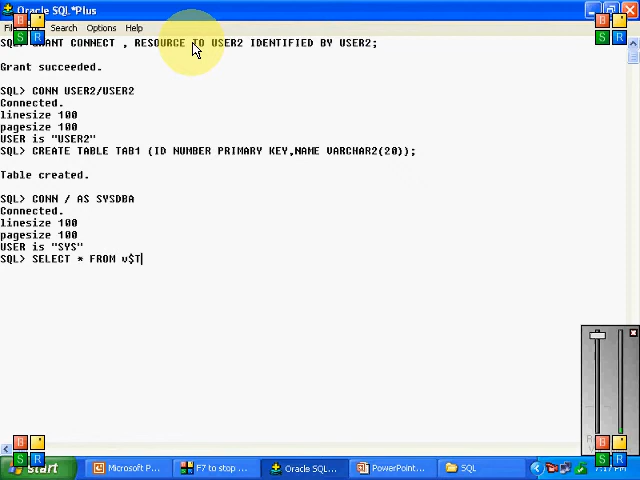 Oracle SQL*Plus
Search Options Help
SQL> GRANT CONNECT , RESOURCE TO USER2 IDENTIFIED BY USER2;
Grant succeeded.
SQL> CONN USER2/USER2
Connected.
linesize 100
pagesize 100
USER is "USER2"
SQL> CREATE TABLE TAB1 (ID NUMBER PRIMARY KEY,NAME VARCHAR2(20));
Table created.
SQL> CONN / AS SYSDBA
Connected.
linesize 100
pagesize 100
USER is "SYS"
SQL> SELECT * FROM v$T
start Microsoft P... F7 to stop ... Oracle SQL... PowerPoint... SQL